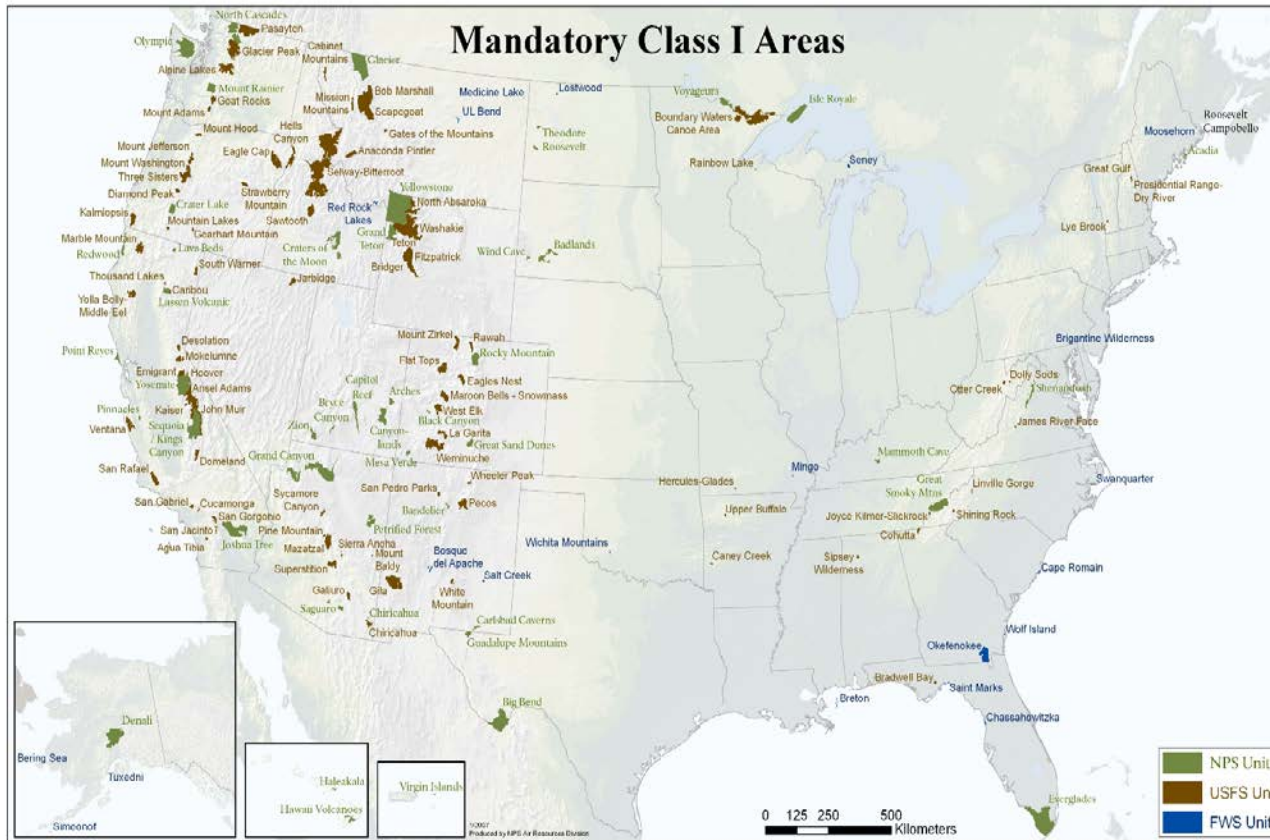 Mandatory Class I Areas
North Cascades
Pasayten
Olympic
Glacier Peak
Cabinet
Mountains
Glacier
Alpine Lakes
Mount Rainier
Goat Rocks
Mission
Mountains
Bob Marshall
Scapegoat
Medicine Lake
UL Bend
Lostwood
Voyageurs
Isle Royale
Boundary Waters
Canoe Area
Roosevelt
Campobello
Moosehorn
Acadia
Mount Adams
Mount Hood
Hells
Canyon
Gates of the Mountains
Theodore
Roosevelt
Mount Jefferson
Eagle Cap
Anaconda Pintler
Rainbow Lake
Seney
Great Gulf
Mount Washington
Three Sisters
Selway-Bitterroot
Presidential Range-
Dry River
Diamond Peak
Strawberry
Mountain
Yellowstone
North Absaroka
Kalmiopsis
Crater Lake
Sawtooth
Red Rock
Lakes
Mountain Lakes
Gearhart Mountain
Grand
Teton
Washakie
Lye Brook
Marble Mountain
Redwood
Lava Beds
Craters of
the Moon
Teton
Fitzpatrick
Bridger
Wind Cave
Badlands
South Warner
Thousand Lakes
Caribou
Jarbidge
Yolla Bolly-
Middle Eel
Lassen Volcanic
Desolation
Mokelumne
Mount Zirkel
Rawah
Rocky Mountain
Brigantine Wilderness
Point Reyes
Emigrant
Hoover
Flat Tops
Yosemite
Ansel Adams
Eagles Nest
Dolly Sods
Otter Creek
Shenandoah
Capitol
Reef
Arches
Maroon Bells - Snowmass
Pinnacles
Kaiser
John Muir
Bryce
Canyon
West Elk
Black Canyon
James River Face
Ventana
Sequoia
/ Kings
Canyon
Zion
Canyon-
lands
La Garita
Great Sand Dunes
Weminuche
Mesa Verde
Domeland
Grand Canyon
Mammoth Cave
Mingo
San Rafael
Wheeler Peak
Hercules-Glades
Great
Smoky Mtns
Linville Gorge
Swanquarter
San Gabriel
Cucamonga
Sycamore
Canyon
San Pedro Parks
Pecos
Bandelier
Upper Buffalo
Joyce Kilmer-Slickrock
Shining Rock
San Gorgonio
San Jacinto
Pine Mountain
Petrified Forest
Cohutta
Agua Tibia
Joshua Tree
Mazatzal
Sierra Ancha
Mount
Baldy
Bosque
del Apache
Wichita Mountains
Caney Creek
Sipsey
Wilderness
Superstition
Salt Creek
Cape Romain
Galiuro
Gila
White
Mountain
Saguaro
Chiricahua
Chiricahua
Carlsbad Caverns
Guadalupe Mountains
Wolf Island
Okefenokee
Bradwell Bay
Saint Marks
Big Bend
Breton
Chassahowitzka
Denali
Bering Sea
Tuxedni
Simeonof
Haleakala
Hawaii Volcanoes
Virgin Islands
Everglades
NPS Unit
USFS Un
FWS Unit
0 125 250 500
Kilometers
Produced by NPS Air Resources Division